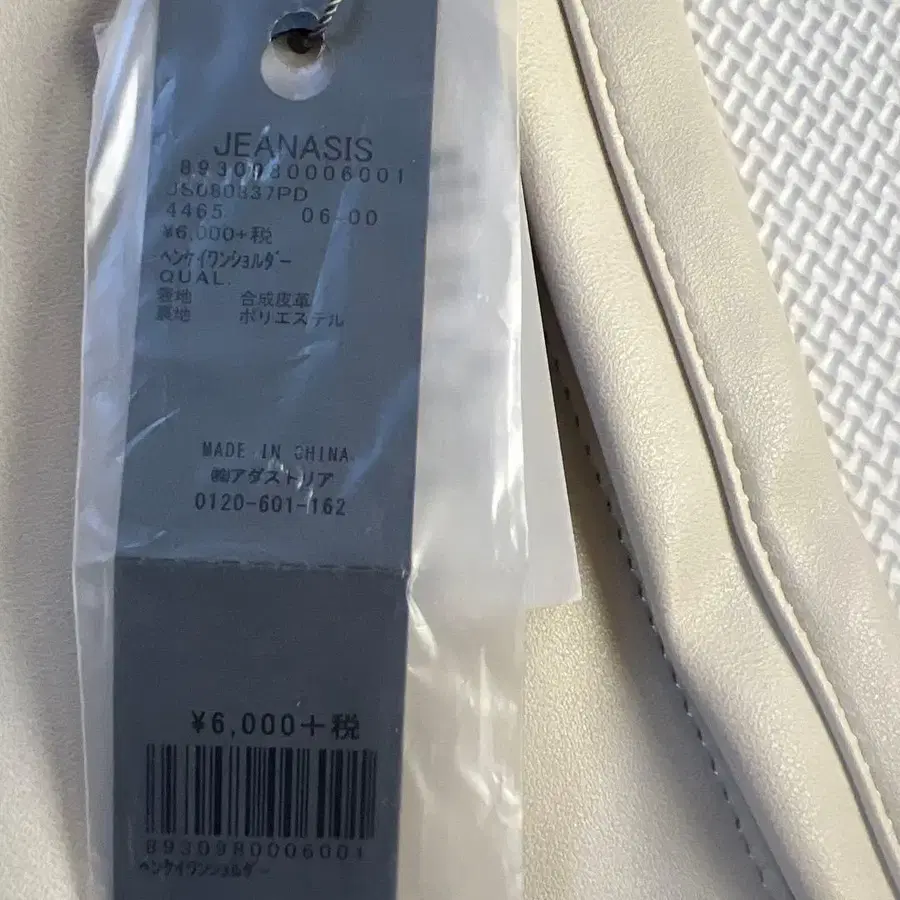 JEANASIS
8930980006001
JS080837PD
4465 06-00
¥6,000+税
ヘンケイワンショルダー
QUAL.
表地 合成皮革
裏地 ポリエステル
MADE IN CHINA
㈱アダストリア
0120-601-162
¥6,000+税
8930980006001
ヘンケイワンショルダー